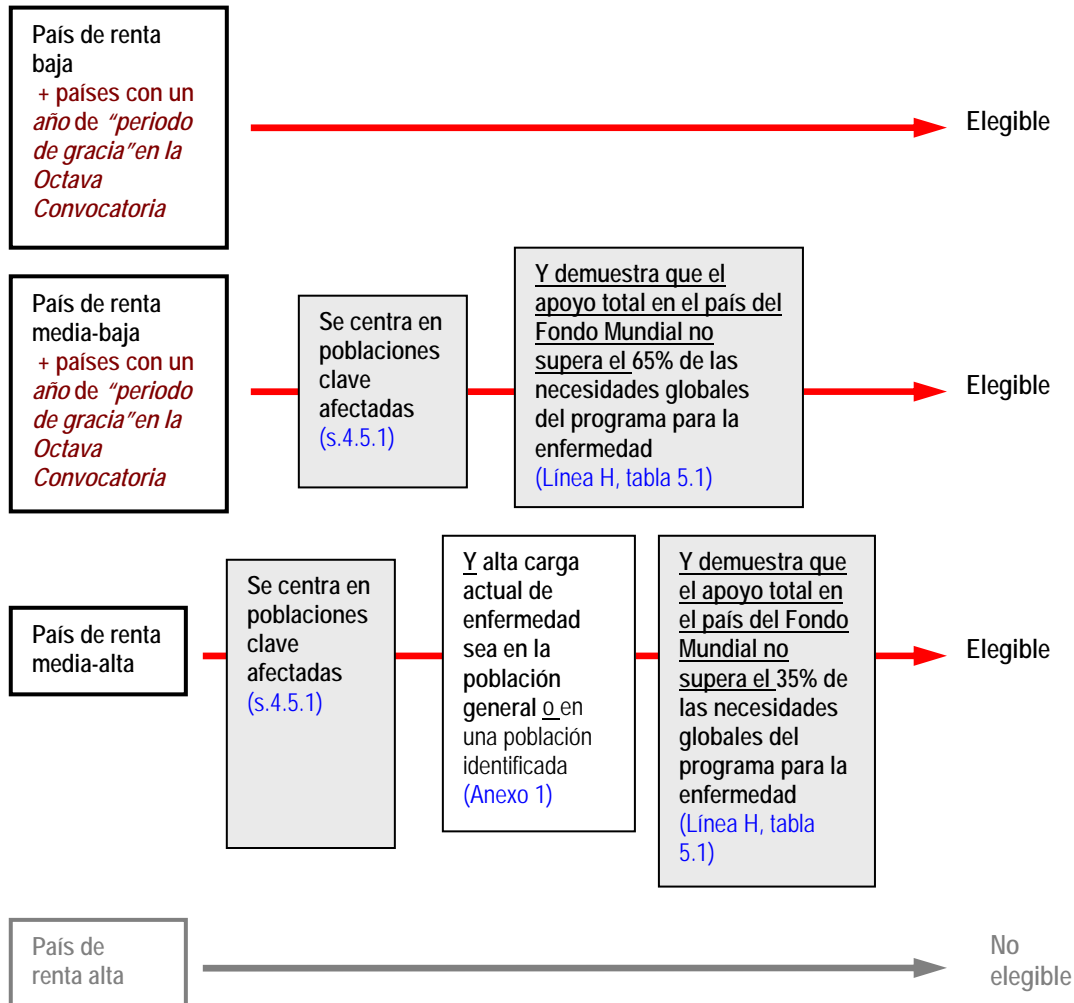 País de renta
baja
+ países con un
año de "periodo
de gracia"en la
Octava
Convocatoria
Elegible
País de renta
media-baja
+ países con un
año de "periodo
de gracia"en la
Octava
Convocatoria
Se centra en
poblaciones
clave
afectadas
(s.4.5.1)
Y demuestra que el
apoyo total en el país del
Fondo Mundial no
supera el 65% de las
necesidades globales
del programa para la
enfermedad
(Línea H, tabla 5.1)
Elegible
País de renta
media-alta
Se centra en
poblaciones
clave
afectadas
(s.4.5.1)
Y alta carga
actual de
enfermedad
sea en la
población
general o en
una población
identificada
(Anexo 1)
Y demuestra que
el apoyo total en
el país del Fondo
Mundial no
supera el 35% de
las necesidades
globales del
programa para la
enfermedad
(Línea H, tabla
5.1)
Elegible
País de
renta alta
No
elegible